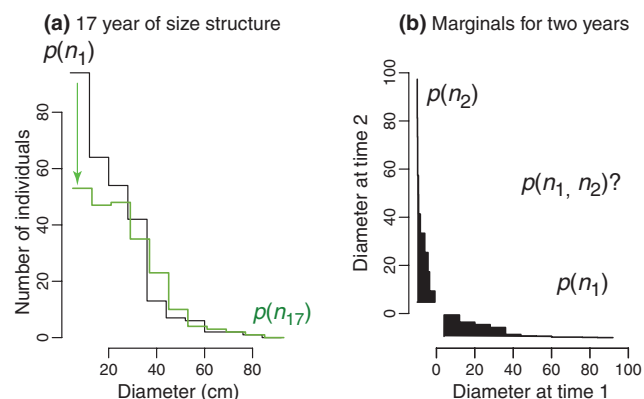 (a) 17 year of size structure
p(n1)
Number of individuals
80
60
40
20
0
p(n17)
20 40 60 80
Diameter (cm)
(b) Marginals for two years
p(n2)
Diameter at time 2
100
80
60
40
20
0
p(n1, n2)?
p(n1)
0 20 40 60 80 100
Diameter at time 1